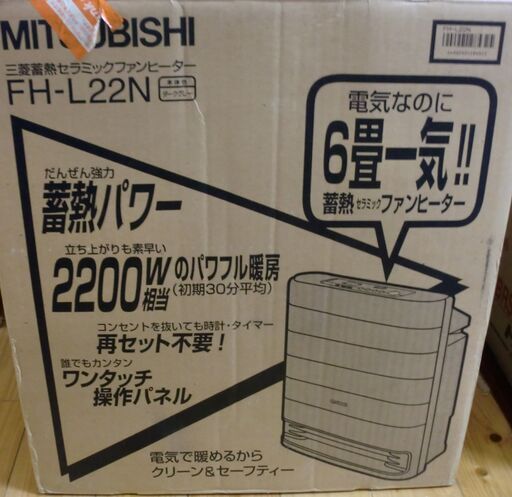 MITSUBISHI
三菱蓄熱セラミックファンヒーター
FH-L22N
本体色
ダークグレー
FH-L22N
電気なのに
6畳一気!!
蓄熱セラミックファンヒーター
だんぜん強力
蓄熱パワー
立ち上がりも素早い
2200W相当のパワフル暖房
(初期30分平均)
コンセントを抜いても時計・タイマー
再セット不要!
誰でもカンタン
ワンタッチ
操作パネル
電気で暖めるから
クリーン&セーフティー